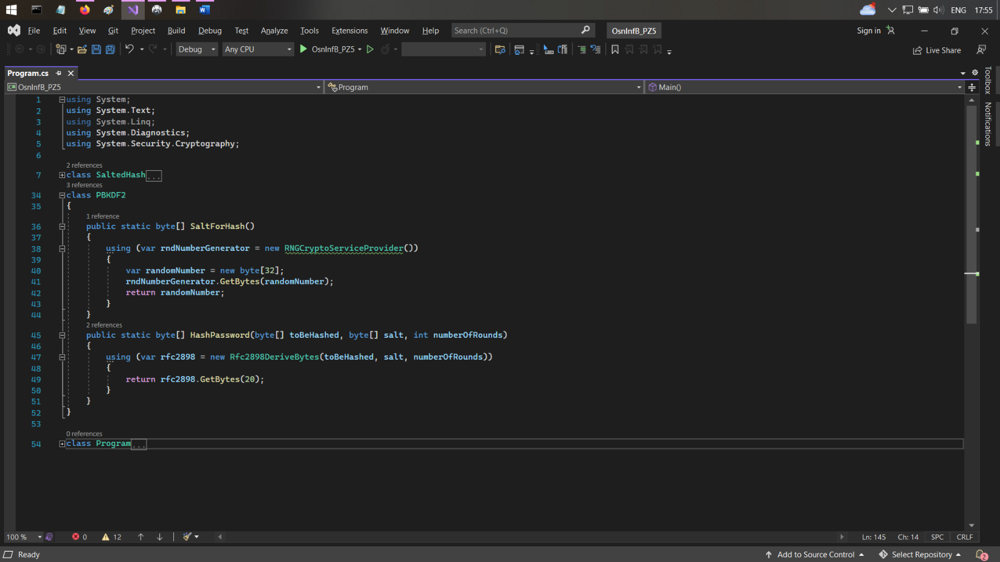 ENG 17:55
File Edit View Git Project Build Debug Test Analyze Tools Extensions Window Help Search (Ctrl+Q) OsnInfB_PZ5 Sign in
Debug Any CPU OsnInfB_PZ5 Live Share
Program.cs
OsnInfB_PZ5 Program Main()
Toolbox
Notifications
1 using System;
2 using System.Text;
3 using System.Linq;
4 using System.Diagnostics;
5 using System.Security.Cryptography;
6
2 references
7 class SaltedHash...
3 references
34 class PBKDF2
35 {
1 reference
36 public static byte[] SaltForHash()
37 {
38 using (var rndNumberGenerator = new RNGCryptoServiceProvider())
39 {
40 var randomNumber = new byte[32];
41 rndNumberGenerator.GetBytes(randomNumber);
42 return randomNumber;
43 }
44 }
2 references
45 public static byte[] HashPassword(byte[] toBeHashed, byte[] salt, int numberOfRounds)
46 {
47 using (var rfc2898 = new Rfc2898DeriveBytes(toBeHashed, salt, numberOfRounds))
48 {
49 return rfc2898.GetBytes(20);
50 }
51 }
52 }
53
0 references
54 class Program...
100 % 0 12 Ln: 145 Ch: 14 SPC CRLF
Ready Add to Source Control Select Repository 2